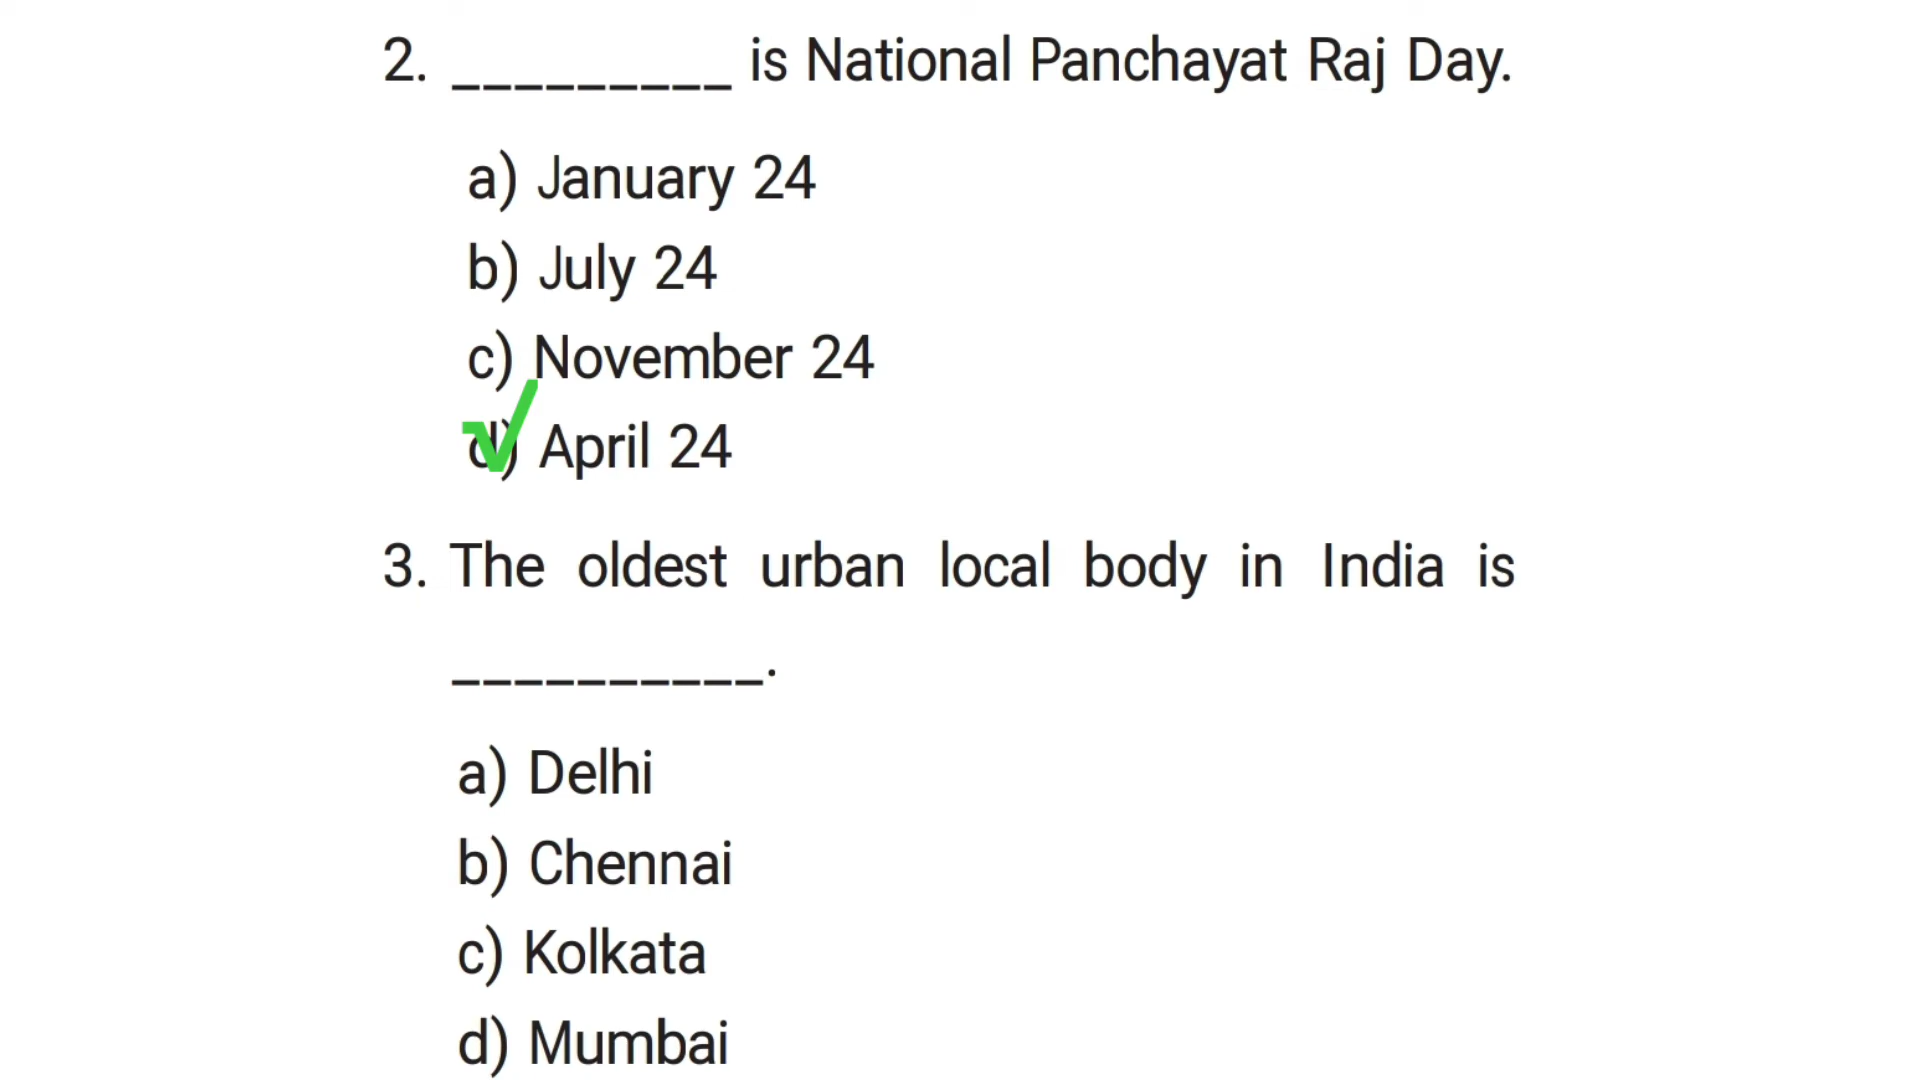 2. _________ is National Panchayat Raj Day.
a) January 24
b) July 24
c) November 24
d) April 24
3. The oldest urban local body in India is
__________.
a) Delhi
b) Chennai
c) Kolkata
d) Mumbai